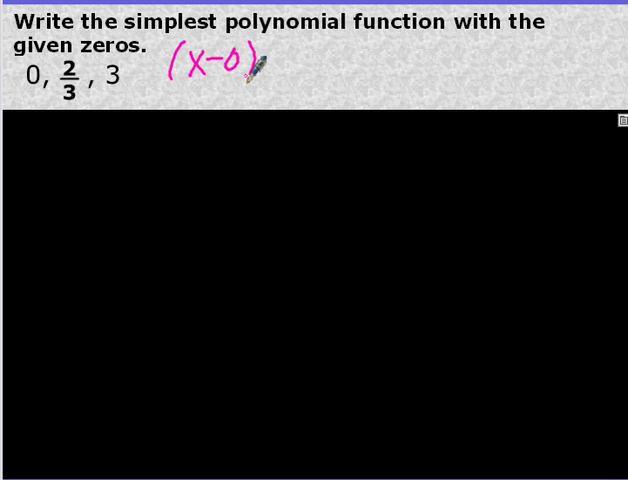 Write the simplest polynomial function with the
given zeros.
0, 2/3, 3 (x-0)